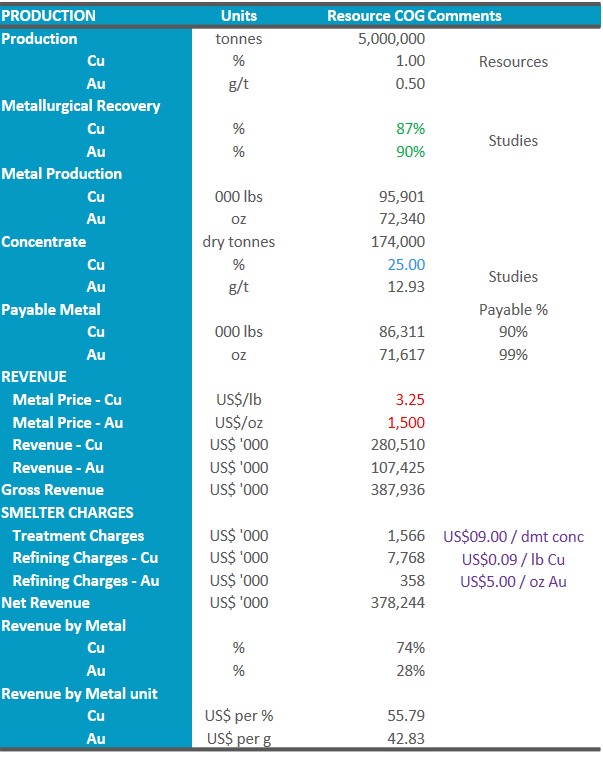 PRODUCTION Units Resource COG Comments
Production tonnes 5,000,000
Cu % 1.00 Resources
Au g/t 0.50
Metallurgical Recovery
Cu % 87% Studies
Au % 90%
Metal Production
Cu 000 lbs 95,901
Au oz 72,340
Concentrate dry tonnes 174,000
Cu % 25.00 Studies
Au g/t 12.93
Payable Metal Payable %
Cu 000 lbs 86,311 90%
Au oz 71,617 99%
REVENUE
Metal Price - Cu US$/lb 3.25
Metal Price - Au US$/oz 1,500
Revenue - Cu US$ '000 280,510
Revenue - Au US$ '000 107,425
Gross Revenue US$ '000 387,936
SMELTER CHARGES
Treatment Charges US$ '000 1,566 US$09.00 / dmt conc
Refining Charges - Cu US$ '000 7,768 US$0.09 / lb Cu
Refining Charges - Au US$ '000 358 US$5.00 / oz Au
Net Revenue US$ '000 378,244
Revenue by Metal
Cu % 74%
Au % 28%
Revenue by Metal unit
Cu US$ per % 55.79
Au US$ per g 42.83